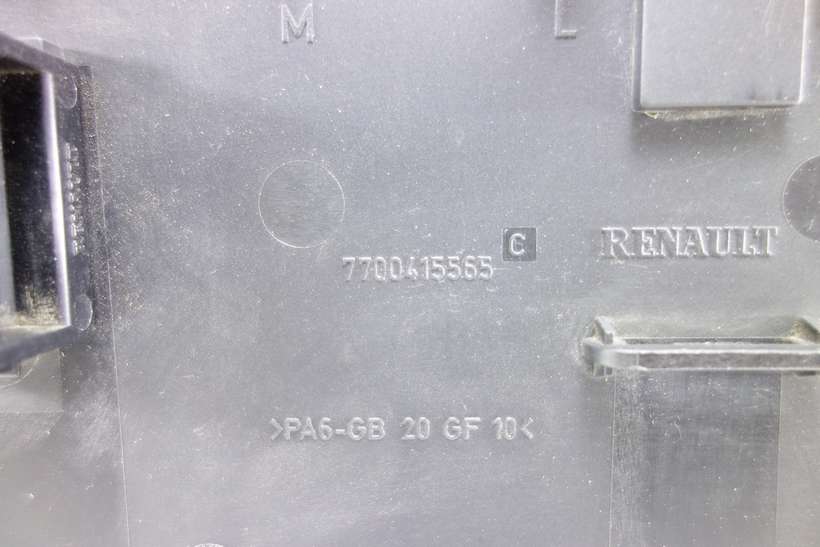 M L
C RENAULT
7700415565
>PA6-GB 20 GF 10<